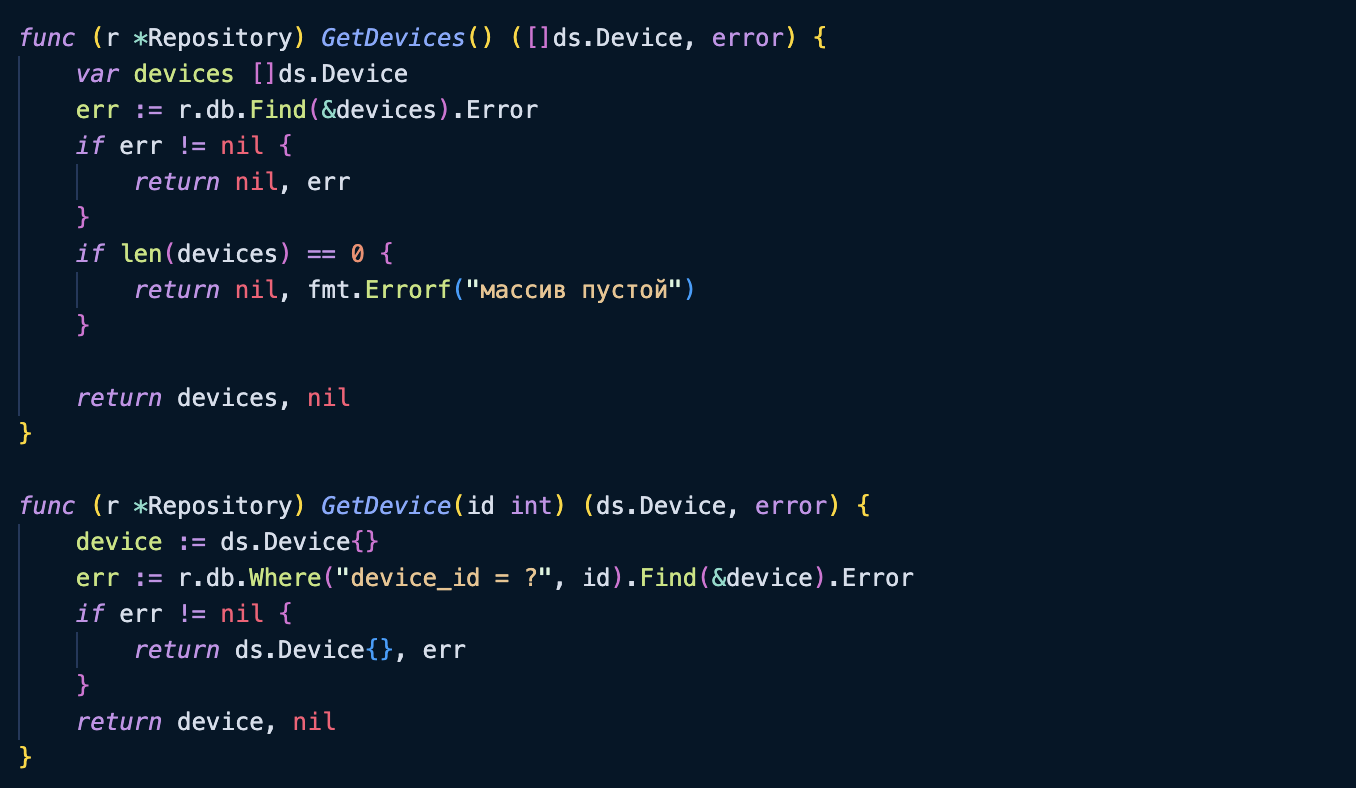 func (r *Repository) GetDevices() ([]ds.Device, error) {
    var devices []ds.Device
    err := r.db.Find(&devices).Error
    if err != nil {
        return nil, err
    }
    if len(devices) == 0 {
        return nil, fmt.Errorf("массив пустой")
    }

    return devices, nil
}

func (r *Repository) GetDevice(id int) (ds.Device, error) {
    device := ds.Device{}
    err := r.db.Where("device_id = ?", id).Find(&device).Error
    if err != nil {
        return ds.Device{}, err
    }
    return device, nil
}